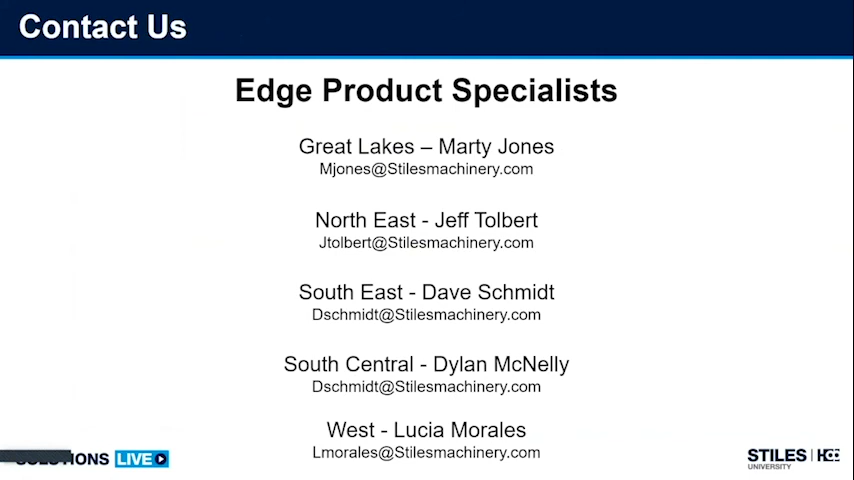 Contact Us
Edge Product Specialists
Great Lakes – Marty Jones
Mjones@Stilesmachinery.com
North East - Jeff Tolbert
Jtolbert@Stilesmachinery.com
South East - Dave Schmidt
Dschmidt@Stilesmachinery.com
South Central - Dylan McNelly
Dschmidt@Stilesmachinery.com
West - Lucia Morales
Lmorales@Stilesmachinery.com
SOLUTIONS LIVE
STILES
UNIVERSITY